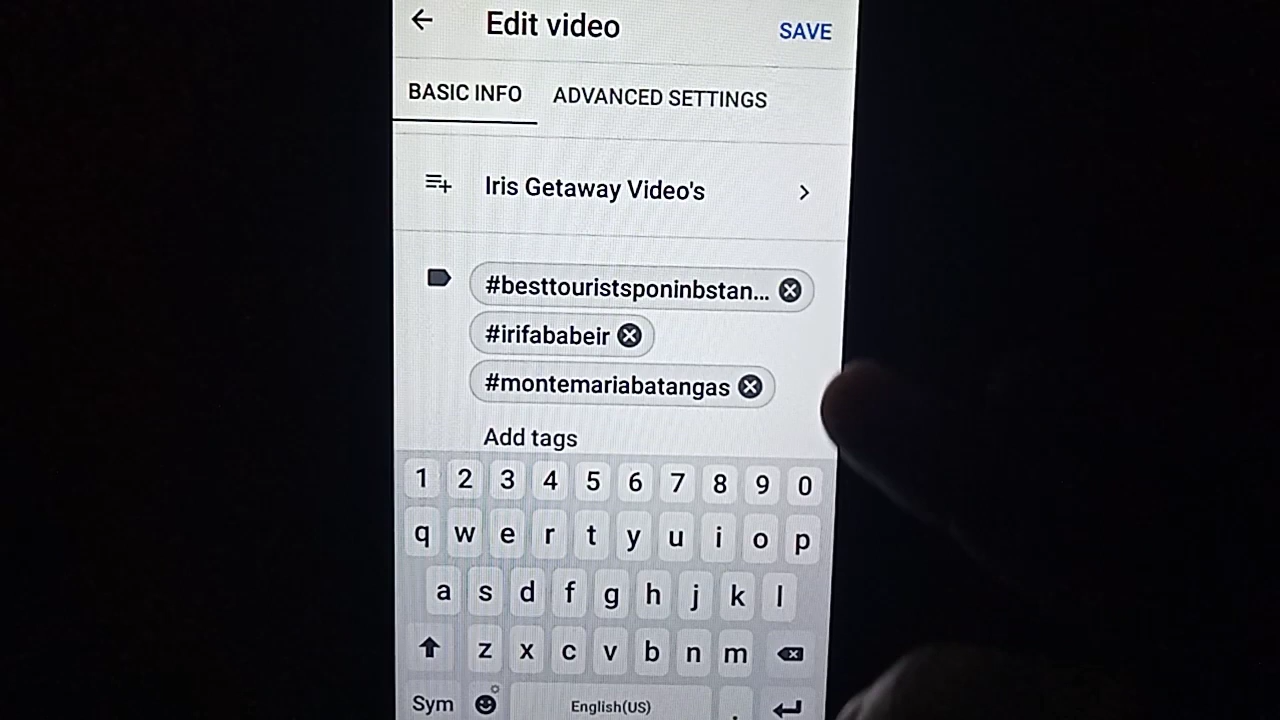 Edit video
SAVE
BASIC INFO
ADVANCED SETTINGS
Iris Getaway Video's
#besttouristsponinbstan...
#irifababeir
#montemariabatangas
Add tags
1 2 3 4 5 6 7 8 9 0
q w e r t y u i o p
a s d f g h j k l
z x c v b n m
Sym English(US) .